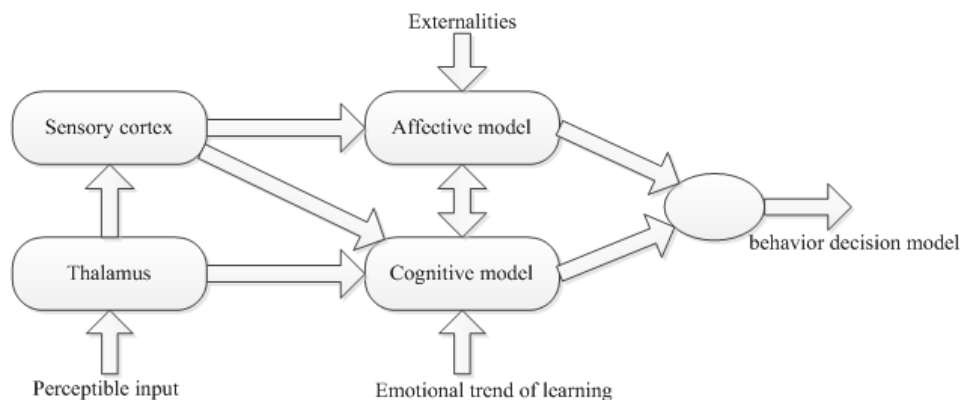 Externalities
Sensory cortex
Affective model
Thalamus
Cognitive model
behavior decision model
Perceptible input
Emotional trend of learning